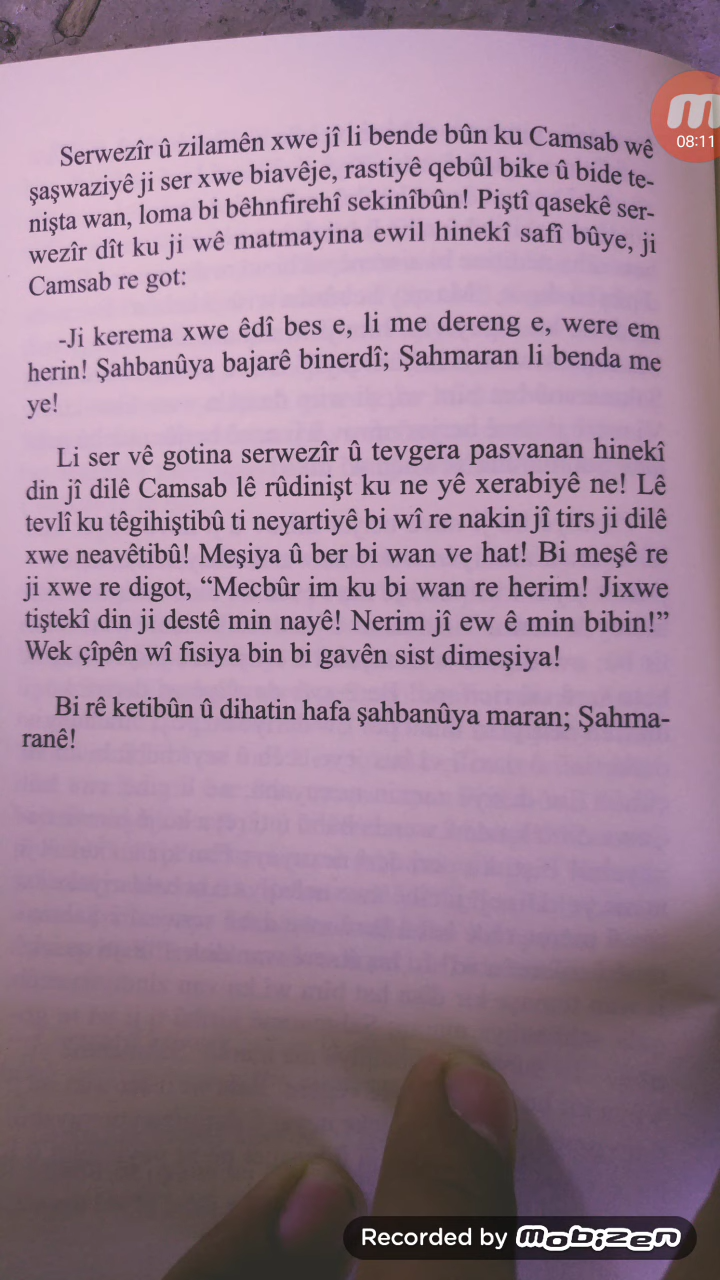 08:11
Serwezîr û zilamên xwe jî li bende bûn ku Camsab wê
şaşwaziyê ji ser xwe biavêje, rastiyê qebûl bike û bide te-
nişta wan, loma bi bêhnfirehî sekinîbûn! Piştî qasekê ser-
wezîr dît ku ji wê matmayina ewil hinekî safî bûye, ji
Camsab re got:
-Ji kerema xwe êdî bes e, li me dereng e, were em
herin! Şahbanûya bajarê binerdî; Şahmaran li benda me
ye!
Li ser vê gotina serwezîr û tevgera pasvanan hinekî
din jî dilê Camsab lê rûdinişt ku ne yê xerabiyê ne! Lê
tevlî ku têgihiştibû ti neyartiyê bi wî re nakin jî tirs ji dilê
xwe neavêtibû! Meşiya û ber bi wan ve hat! Bi meşê re
ji xwe re digot, “Mecbûr im ku bi wan re herim! Jixwe
tiştekî din ji destê min nayê! Nerim jî ew ê min bibin!”
Wek çîpên wî fisiya bin bi gavên sist dimeşiya!
Bi rê ketibûn û dihatin hafa şahbanûya maran; Şahma-
ranê!
Recorded by mobizen